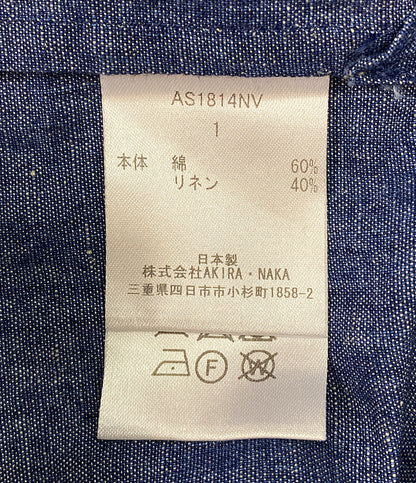 AS1814NV
1
本体 綿 60%
リネン 40%
日本製
株式会社AKIRA・NAKA
三重県四日市市小杉町1858-2
F W